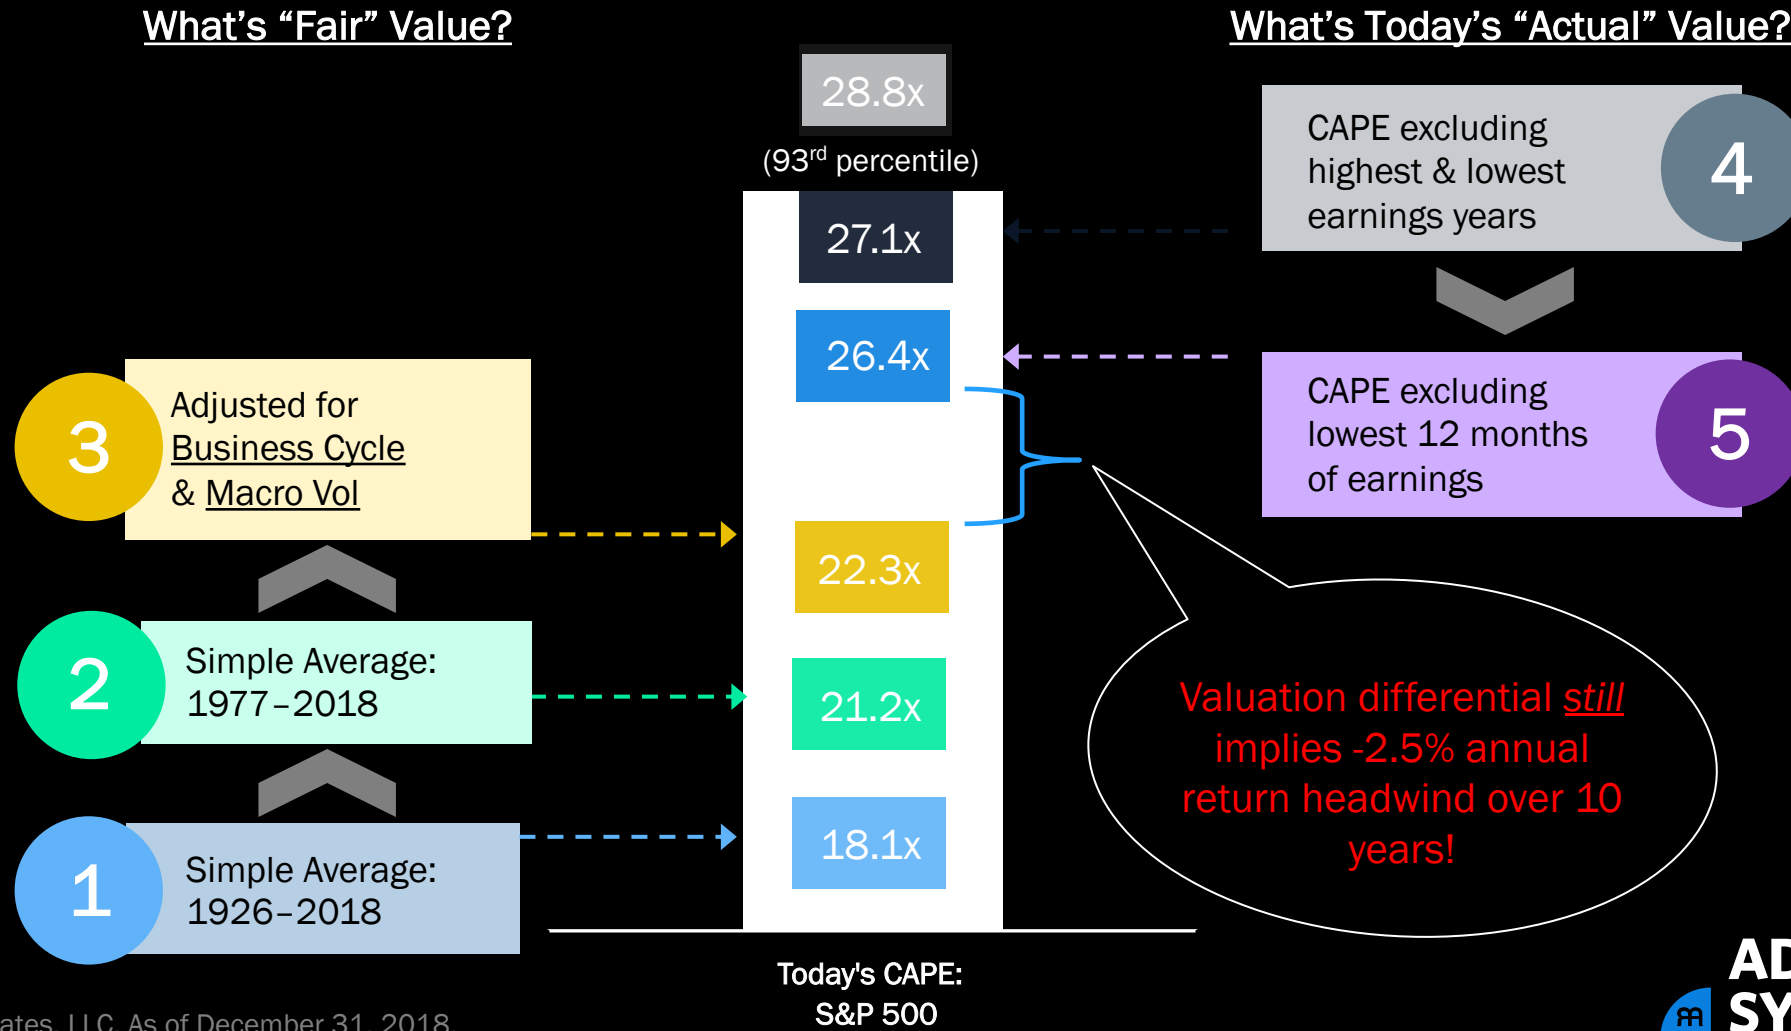 What's “Fair” Value?
What's Today's “Actual” Value?
28.8x
(93rd percentile)
27.1x
26.4x
22.3x
21.2x
18.1x
3
Adjusted for
Business Cycle
& Macro Vol
2
Simple Average:
1977–2018
1
Simple Average:
1926–2018
CAPE excluding
highest & lowest
earnings years
4
CAPE excluding
lowest 12 months
of earnings
5
Valuation differential still
implies -2.5% annual
return headwind over 10
years!
Today's CAPE:
S&P 500
LLC. As of December 31, 2018.